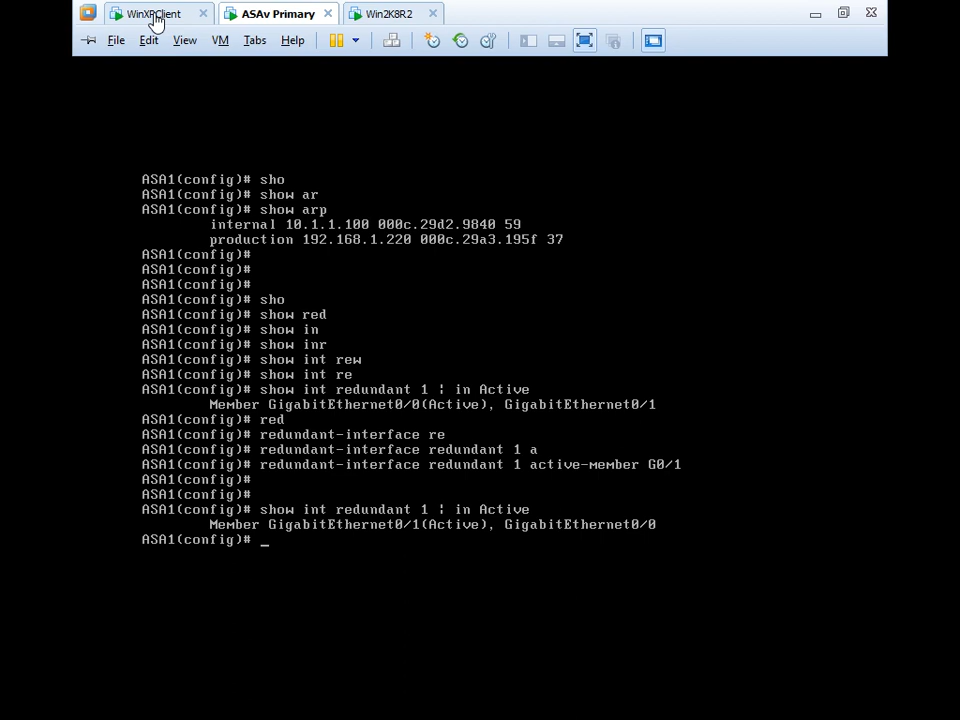 WinXPClient
ASAv Primary
Win2K8R2
File Edit View VM Tabs Help
ASA1(config)# sho
ASA1(config)# show ar
ASA1(config)# show arp
internal 10.1.1.100 000c.29d2.9840 59
production 192.168.1.220 000c.29a3.195f 37
ASA1(config)#
ASA1(config)#
ASA1(config)#
ASA1(config)# sho
ASA1(config)# show red
ASA1(config)# show in
ASA1(config)# show inr
ASA1(config)# show int rew
ASA1(config)# show int re
ASA1(config)# show int redundant 1 | in Active
Member GigabitEthernet0/0(Active), GigabitEthernet0/1
ASA1(config)# red
ASA1(config)# redundant-interface re
ASA1(config)# redundant-interface redundant 1 a
ASA1(config)# redundant-interface redundant 1 active-member G0/1
ASA1(config)#
ASA1(config)#
ASA1(config)# show int redundant 1 | in Active
Member GigabitEthernet0/1(Active), GigabitEthernet0/0
ASA1(config)# _